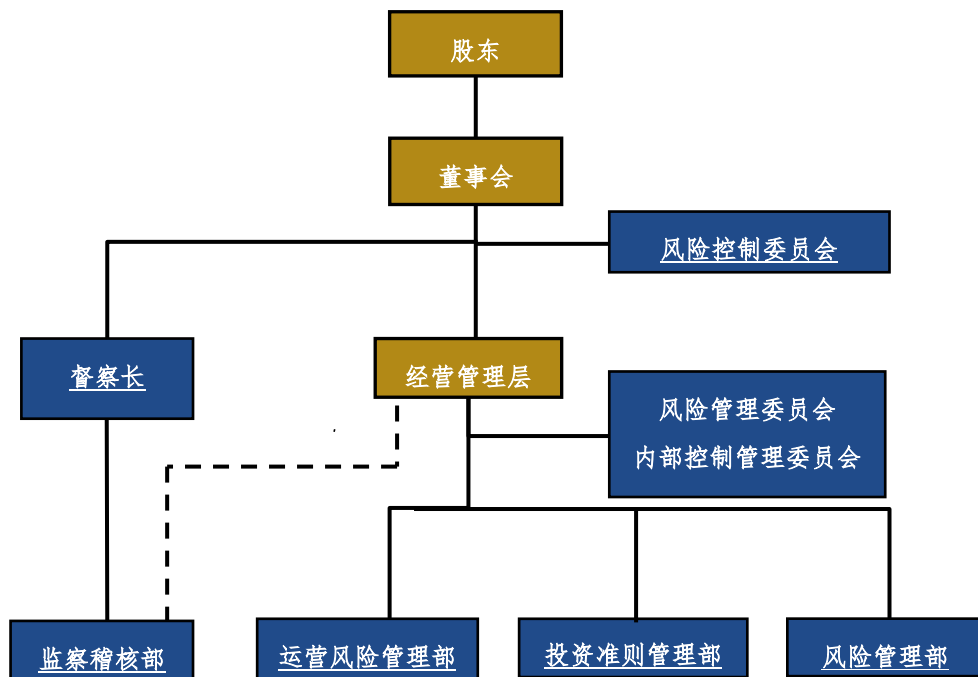 股东
董事会
风险控制委员会
督察长
经营管理层
风险管理委员会
内部控制管理委员会
监察稽核部
运营风险管理部
投资准则管理部
风险管理部